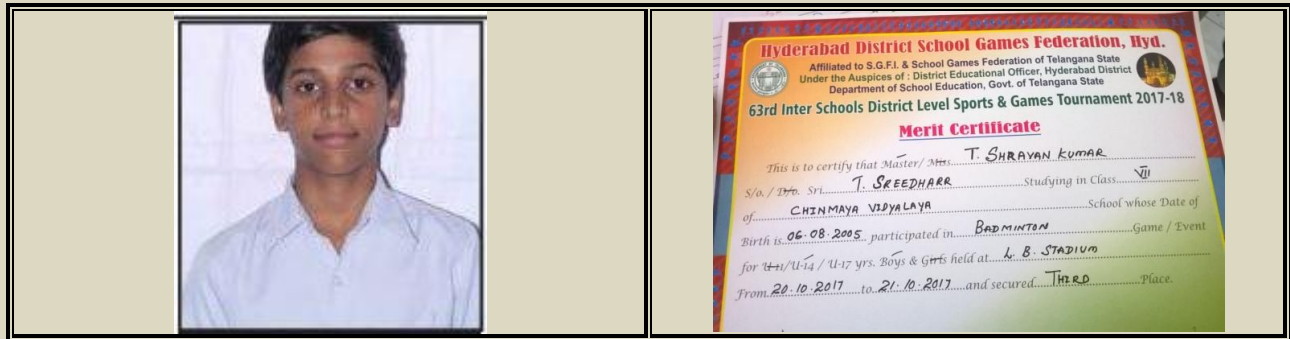 Hyderabad District School Games Federation, Hyd.
Affiliated to S.G.F.I. & School Games Federation of Telangana State
Under the Auspices of : District Educational Officer, Hyderabad District
Department of School Education, Govt. of Telangana State
63rd Inter Schools District Level Sports & Games Tournament 2017-18
Merit Certificate
This is to certify that Master/ Miss T. SHRAVAN KUMAR
S/o. / D/o. Sri T. SREEDHARR Studying in Class VII
of CHINMAYA VIDYALAYA School whose Date of
Birth is 06.08.2005 participated in BADMINTON Game / Event
for U-11/U-14 / U-17 yrs. Boys & Girls held at L. B. STADIUM
From 20.10.2017 to 21.10.2017 and secured THIRD Place.